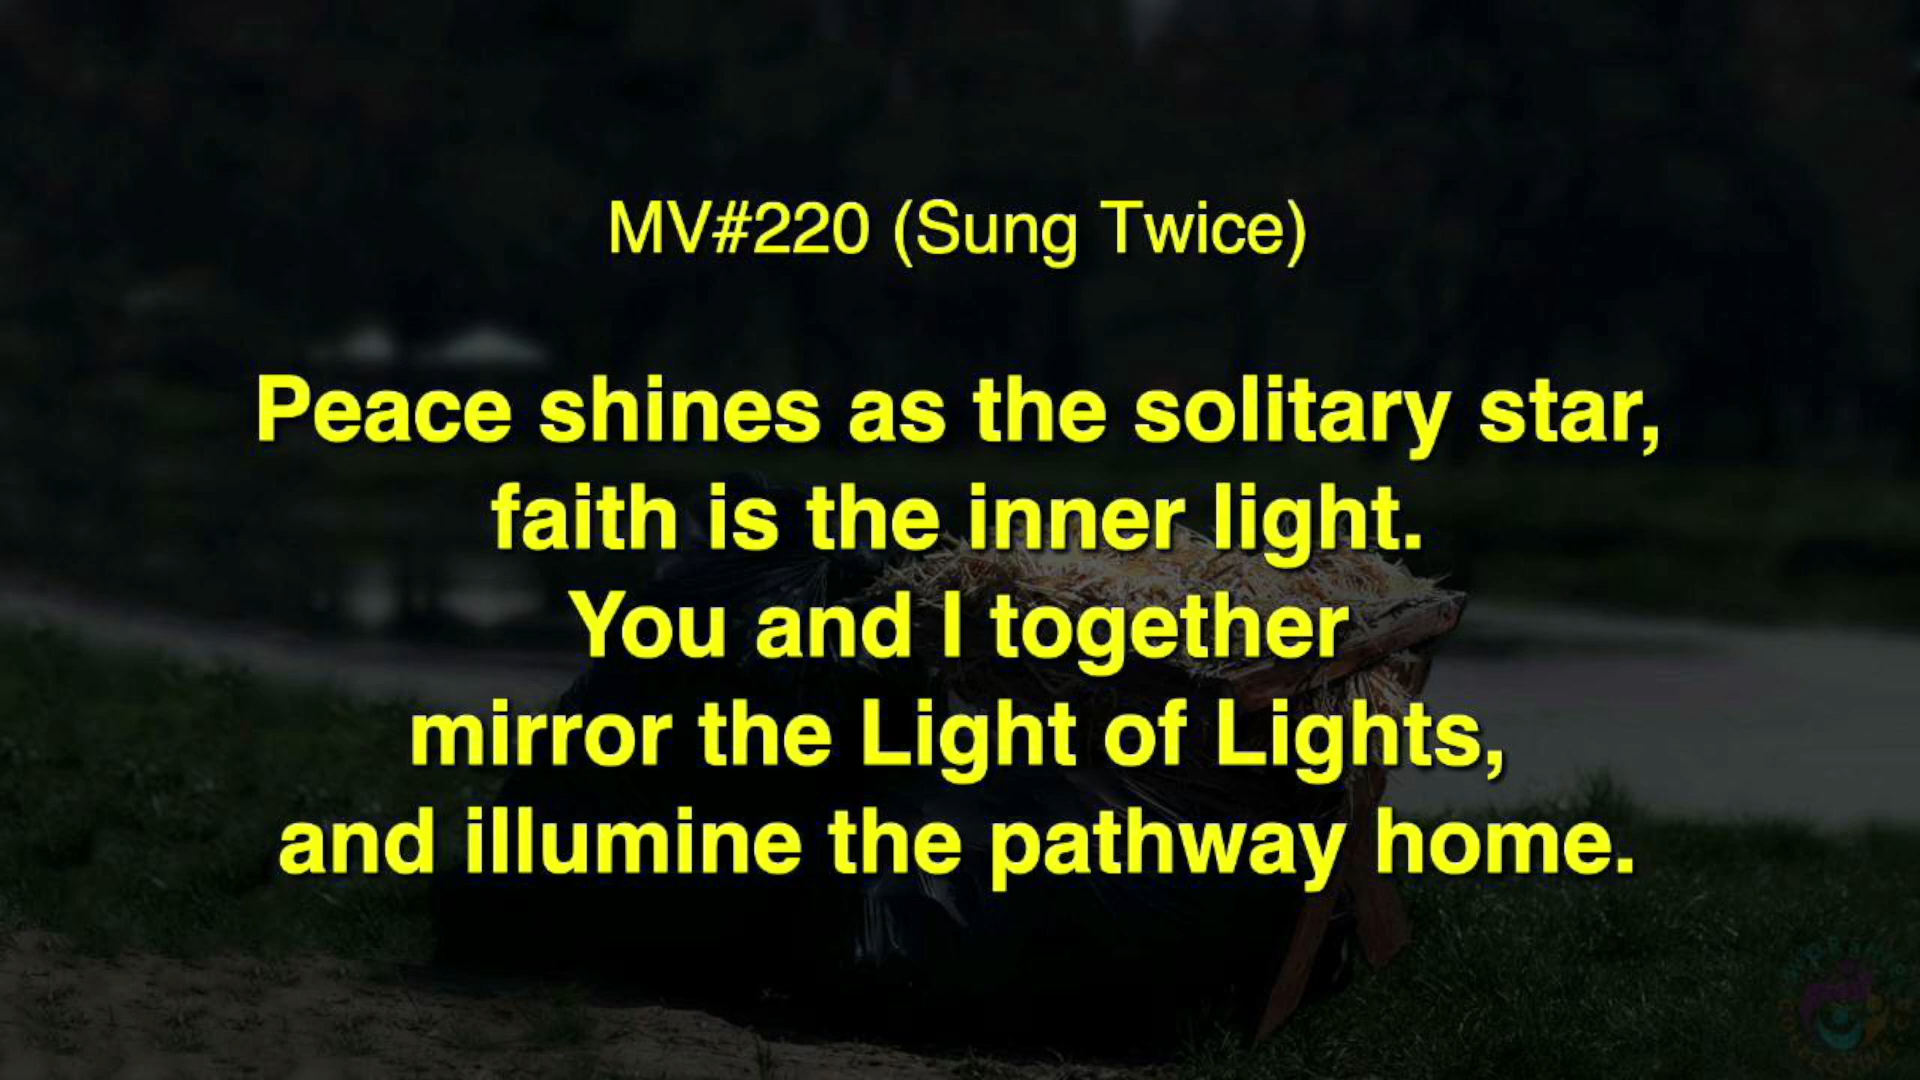 MV#220 (Sung Twice)
Peace shines as the solitary star,
faith is the inner light.
You and I together
mirror the Light of Lights,
and illumine the pathway home.